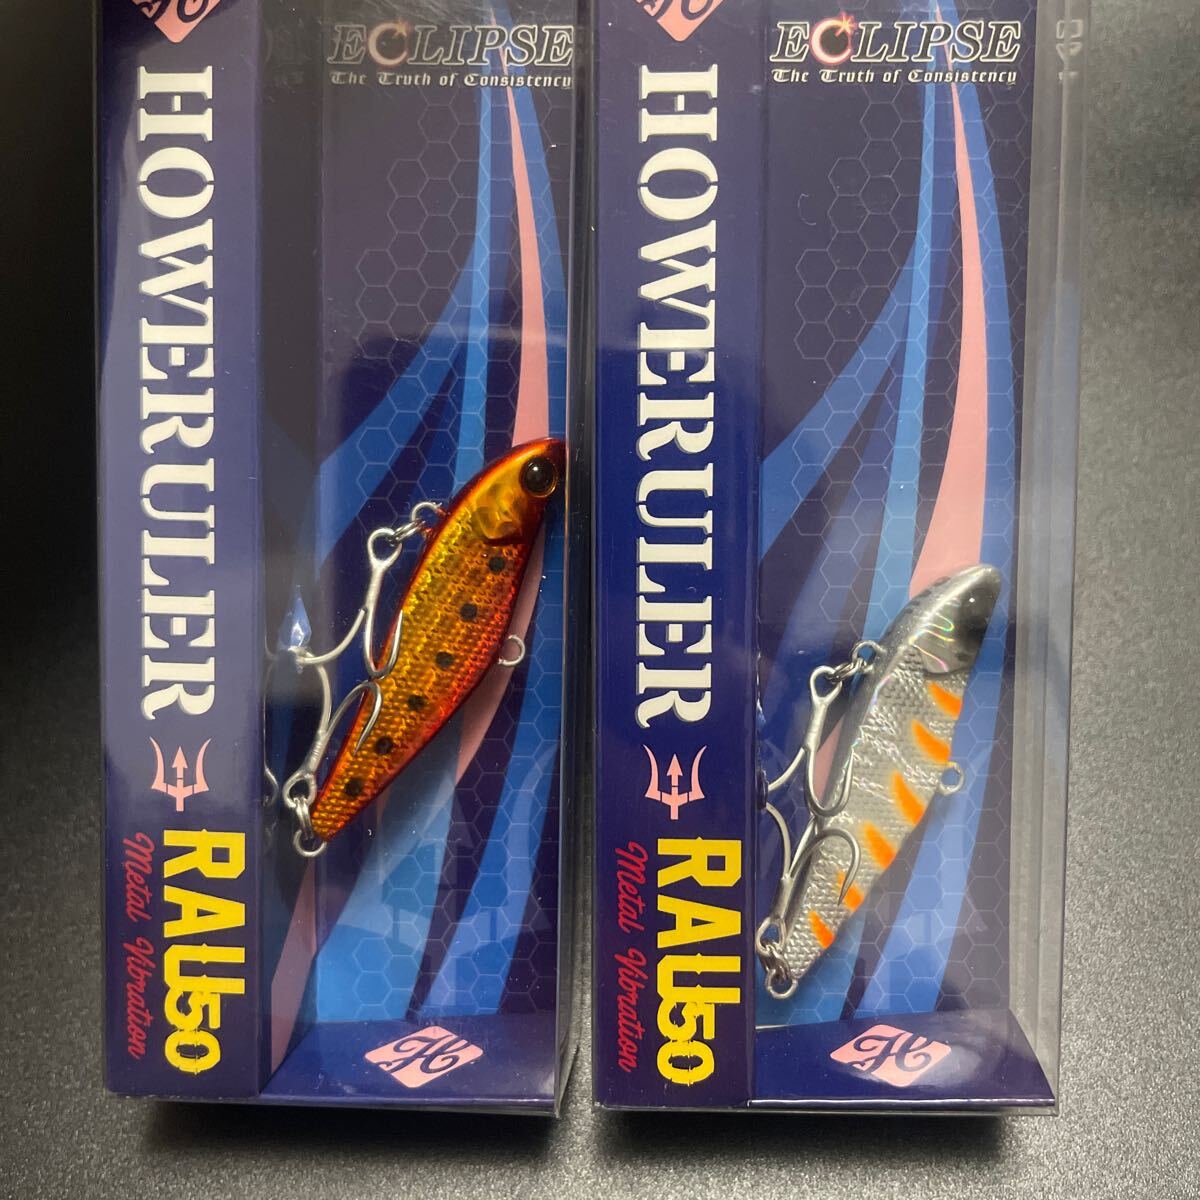 ECLIPSE
The Truth of Consistency
HOWERULER
RAU50
Metal Vibration
H
ECLIPSE
The Truth of Consistency
HOWERULER
RAU50
Metal Vibration
H